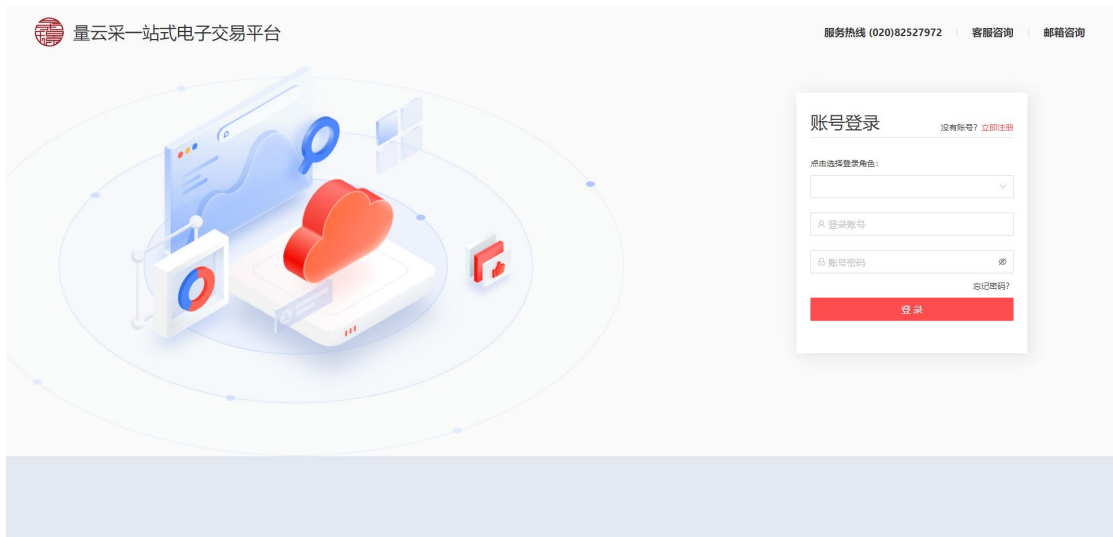 量云采一站式电子交易平台
服务热线 (020)82527972
客服咨询
邮箱咨询
账号登录
没有账号? 立即注册
点击选择登录角色:
登录账号
账号密码
忘记密码?
登 录